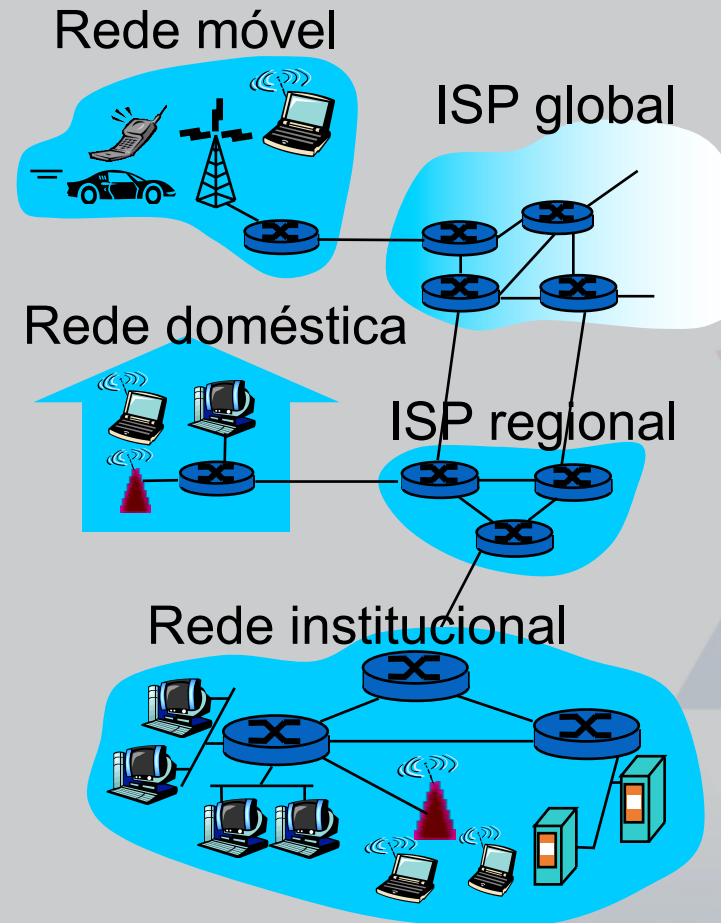 Rede móvel
ISP global
Rede doméstica
ISP regional
Rede institucional